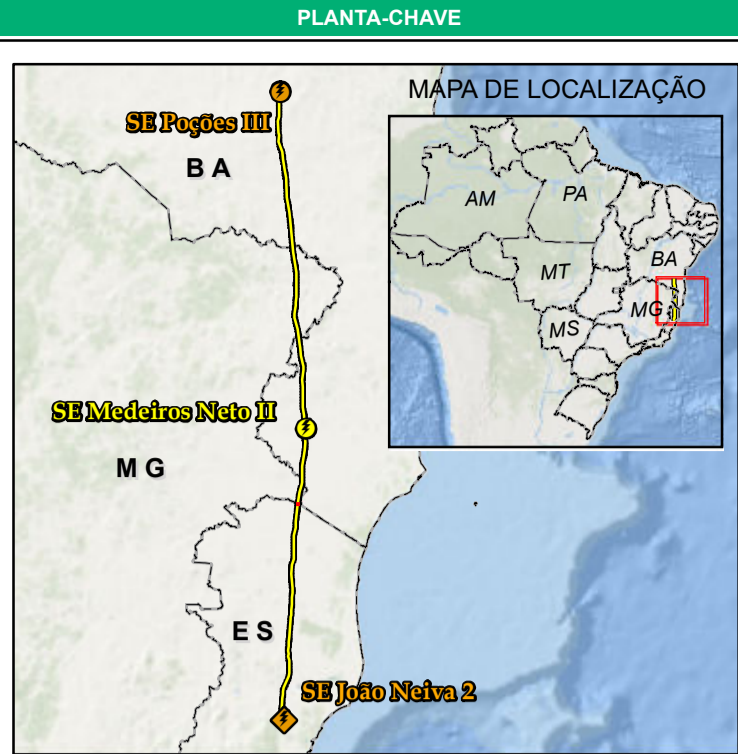 PLANTA-CHAVE
MAPA DE LOCALIZAÇÃO
SE Poções III
B A
AM
PA
BA
MT
MG
MS
SE Medeiros Neto II
M G
E S
SE João Neiva 2